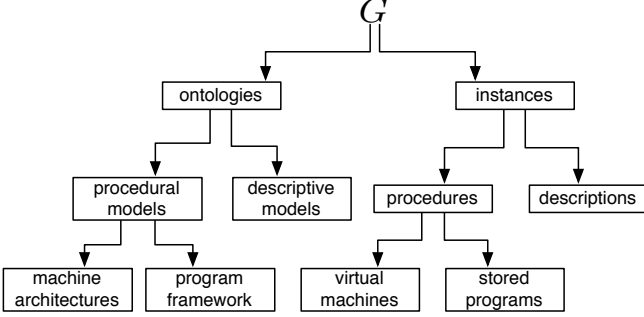 G
ontologies
instances
procedural
models
descriptive
models
procedures
descriptions
machine
architectures
program
framework
virtual
machines
stored
programs